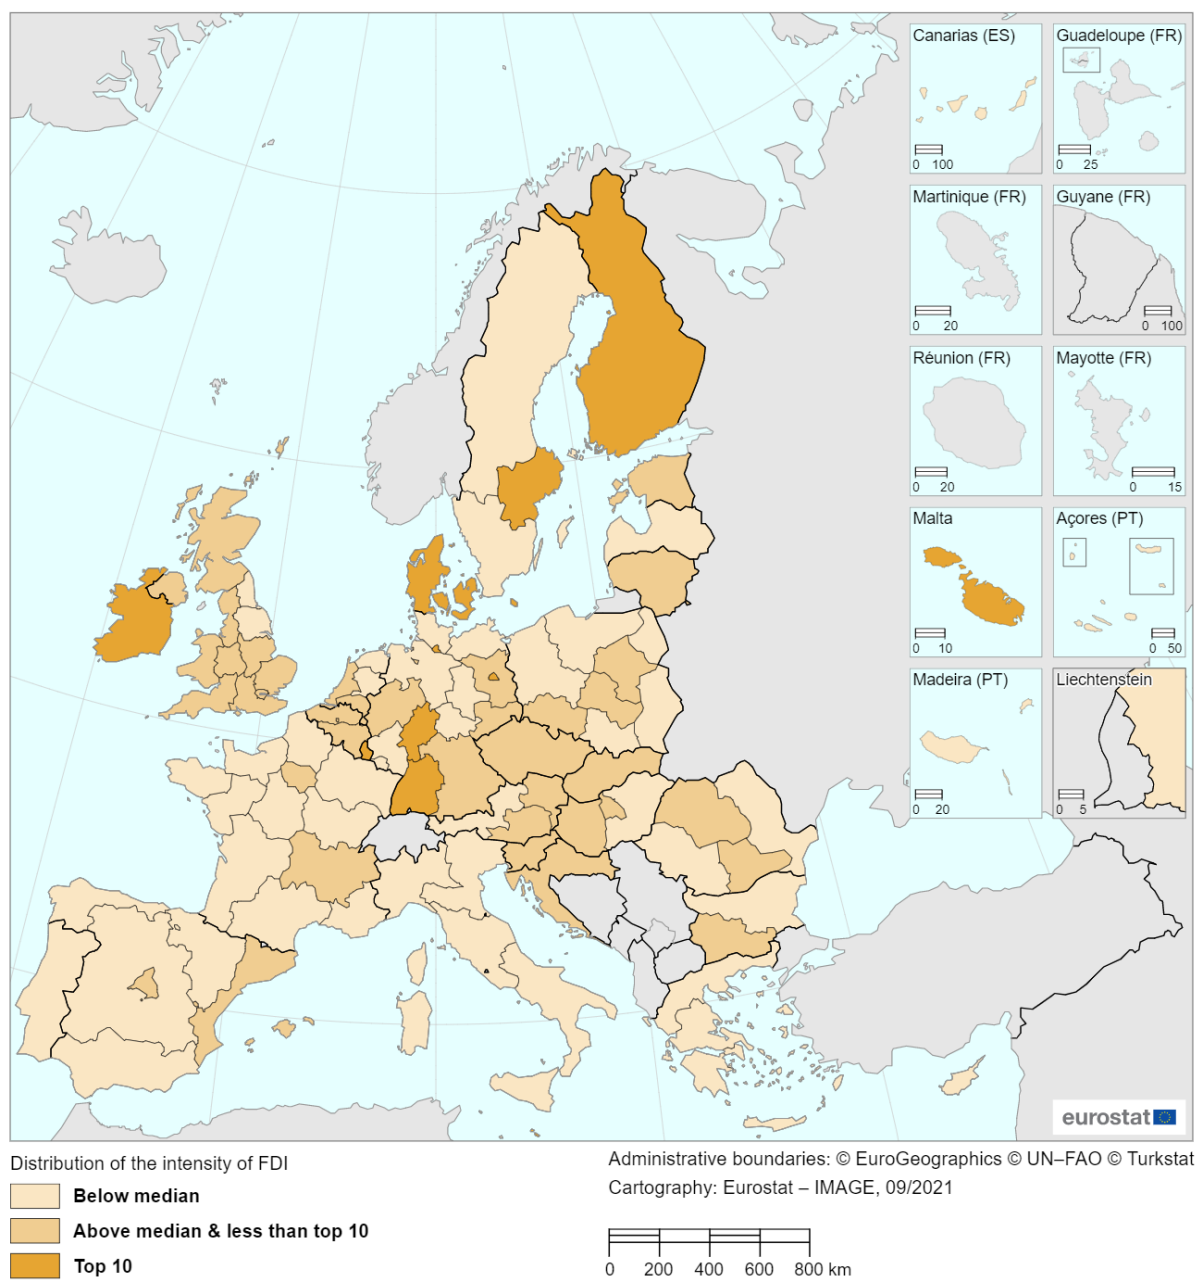 Canarias (ES)
0 100
Guadeloupe (FR)
0 25
Martinique (FR)
0 20
Guyane (FR)
0 100
Réunion (FR)
0 20
Mayotte (FR)
0 15
Malta
0 10
Açores (PT)
0 50
Madeira (PT)
0 20
Liechtenstein
0 5
eurostat
Distribution of the intensity of FDI
Below median
Above median & less than top 10
Top 10
Administrative boundaries: © EuroGeographics © UN–FAO © Turkstat
Cartography: Eurostat – IMAGE, 09/2021
0 200 400 600 800 km